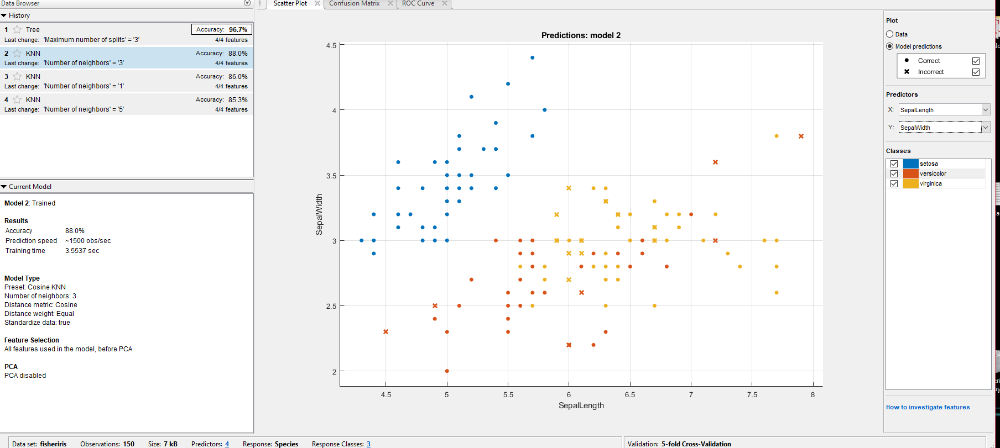 Data Browser
History
1 Tree Accuracy: 96.7%
Last change: 'Maximum number of splits' = '3' 4/4 features
2 KNN Accuracy: 88.0%
Last change: 'Number of neighbors' = '3' 4/4 features
3 KNN Accuracy: 86.0%
Last change: 'Number of neighbors' = '1' 4/4 features
4 KNN Accuracy: 85.3%
Last change: 'Number of neighbors' = '5' 4/4 features
Current Model
Model 2: Trained
Results
Accuracy 88.0%
Prediction speed ~1500 obs/sec
Training time 3.5537 sec
Model Type
Preset: Cosine KNN
Number of neighbors: 3
Distance metric: Cosine
Distance weight: Equal
Standardize data: true
Feature Selection
All features used in the model, before PCA
PCA
PCA disabled
Scatter Plot Confusion Matrix ROC Curve
Predictions: model 2
4.5
4
3.5
3
2.5
2
SepalWidth
4.5 5 5.5 6 6.5 7 7.5 8
SepalLength
Plot
Data
Model predictions
Correct
Incorrect
Predictors
X: SepalLength
Y: SepalWidth
Classes
setosa
versicolor
virginica
How to investigate features
Data set: fisheriris Observations: 150 Size: 7 kB Predictors: 4 Response: Species Response Classes: 3 Validation: 5-fold Cross-Validation